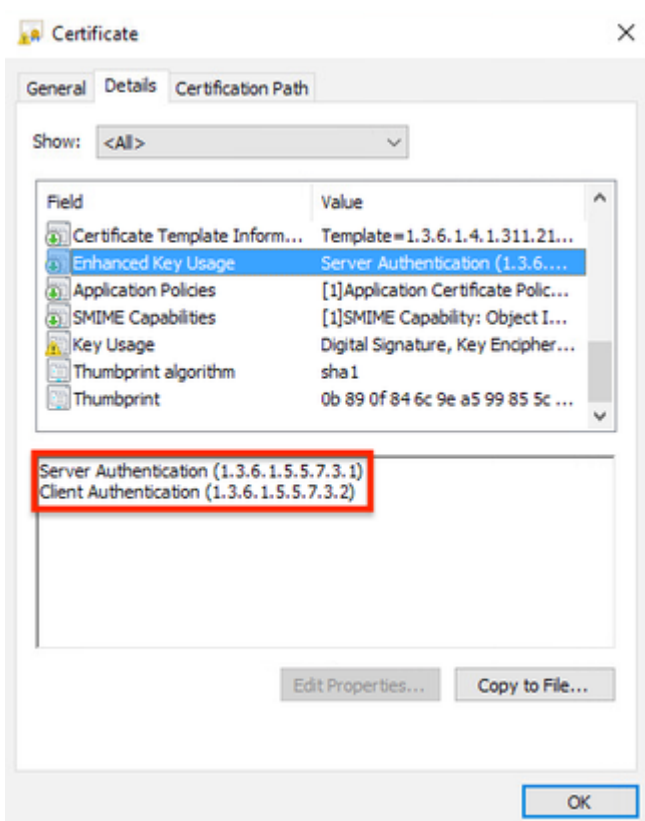 Certificate
General Details Certification Path
Show: <All>
Field Value
Certificate Template Inform... Template=1.3.6.1.4.1.311.21...
Enhanced Key Usage Server Authentication (1.3.6....
Application Policies [1]Application Certificate Polic...
SMIME Capabilities [1]SMIME Capability: Object I...
Key Usage Digital Signature, Key Encipher...
Thumbprint algorithm sha1
Thumbprint 0b 89 0f 84 6c 9e a5 99 85 5c ...
Server Authentication (1.3.6.1.5.5.7.3.1)
Client Authentication (1.3.6.1.5.5.7.3.2)
Edit Properties... Copy to File...
OK